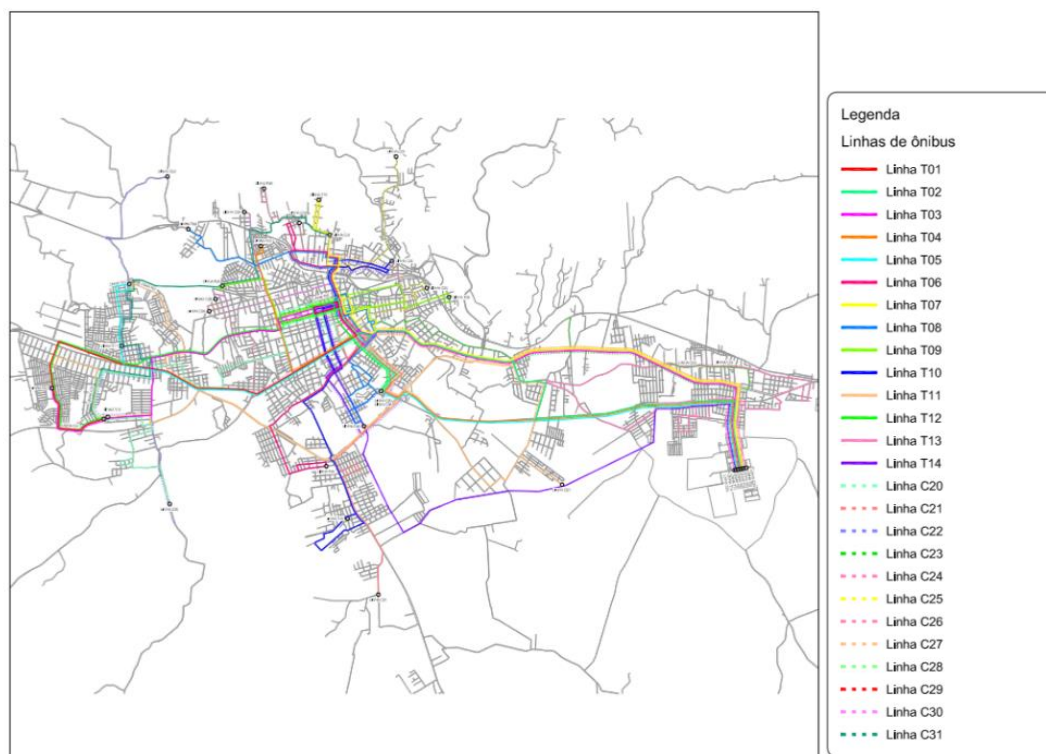 Legenda
Linhas de ônibus
Linha T01
Linha T02
Linha T03
Linha T04
Linha T05
Linha T06
Linha T07
Linha T08
Linha T09
Linha T10
Linha T11
Linha T12
Linha T13
Linha T14
Linha C20
Linha C21
Linha C22
Linha C23
Linha C24
Linha C25
Linha C26
Linha C27
Linha C28
Linha C29
Linha C30
Linha C31